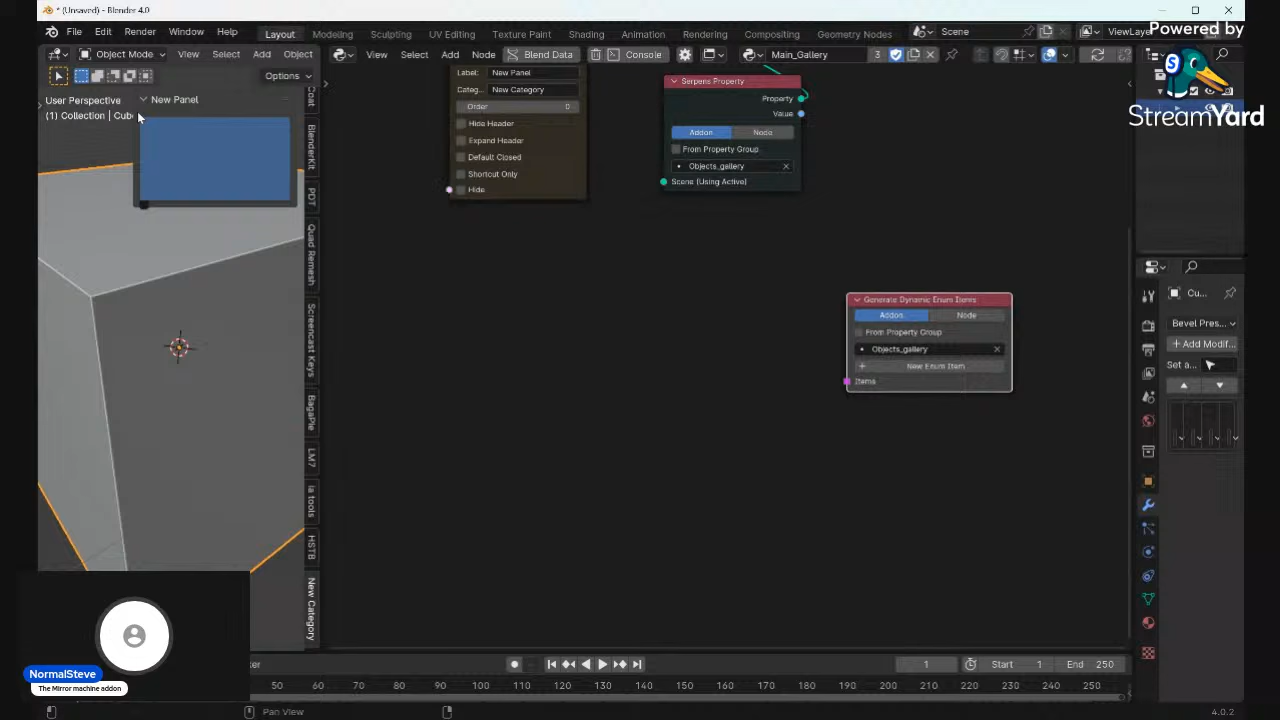 * (Unsaved) - Blender 4.0
Powered by
File Edit Render Window Help
Layout Modeling Sculpting UV Editing Texture Paint Shading Animation Rendering Compositing Geometry Nodes
Scene
ViewLayer
Object Mode View Select Add Object
View Select Add Node Blend Data Console Main_Gallery 3
Options
StreamYard
User Perspective
(1) Collection | Cube
New Panel
BlenderKit
PDT
Quad Remesh
Screencast Keys
BagaPie
LM7
ia tools
HSTB
New Category
Label: New Panel
Categ... New Category
Order 0
Hide Header
Expand Header
Default Closed
Shortcut Only
Hide
Serpens Property
Property
Value
Addon Node
From Property Group
Objects_gallery
Scene (Using Active)
Generate Dynamic Enum Items
Addon Node
From Property Group
Objects_gallery
New Enum Item
Items
Cu...
Bevel Pres...
Add Modif...
Set a...
NormalSteve
The Mirror machine addon
1 Start 1 End 250
50 60 70 80 90 100 110 120 130 140 150 160 170 180 190 200 210 220 230 240 250
Pan View
4.0.2